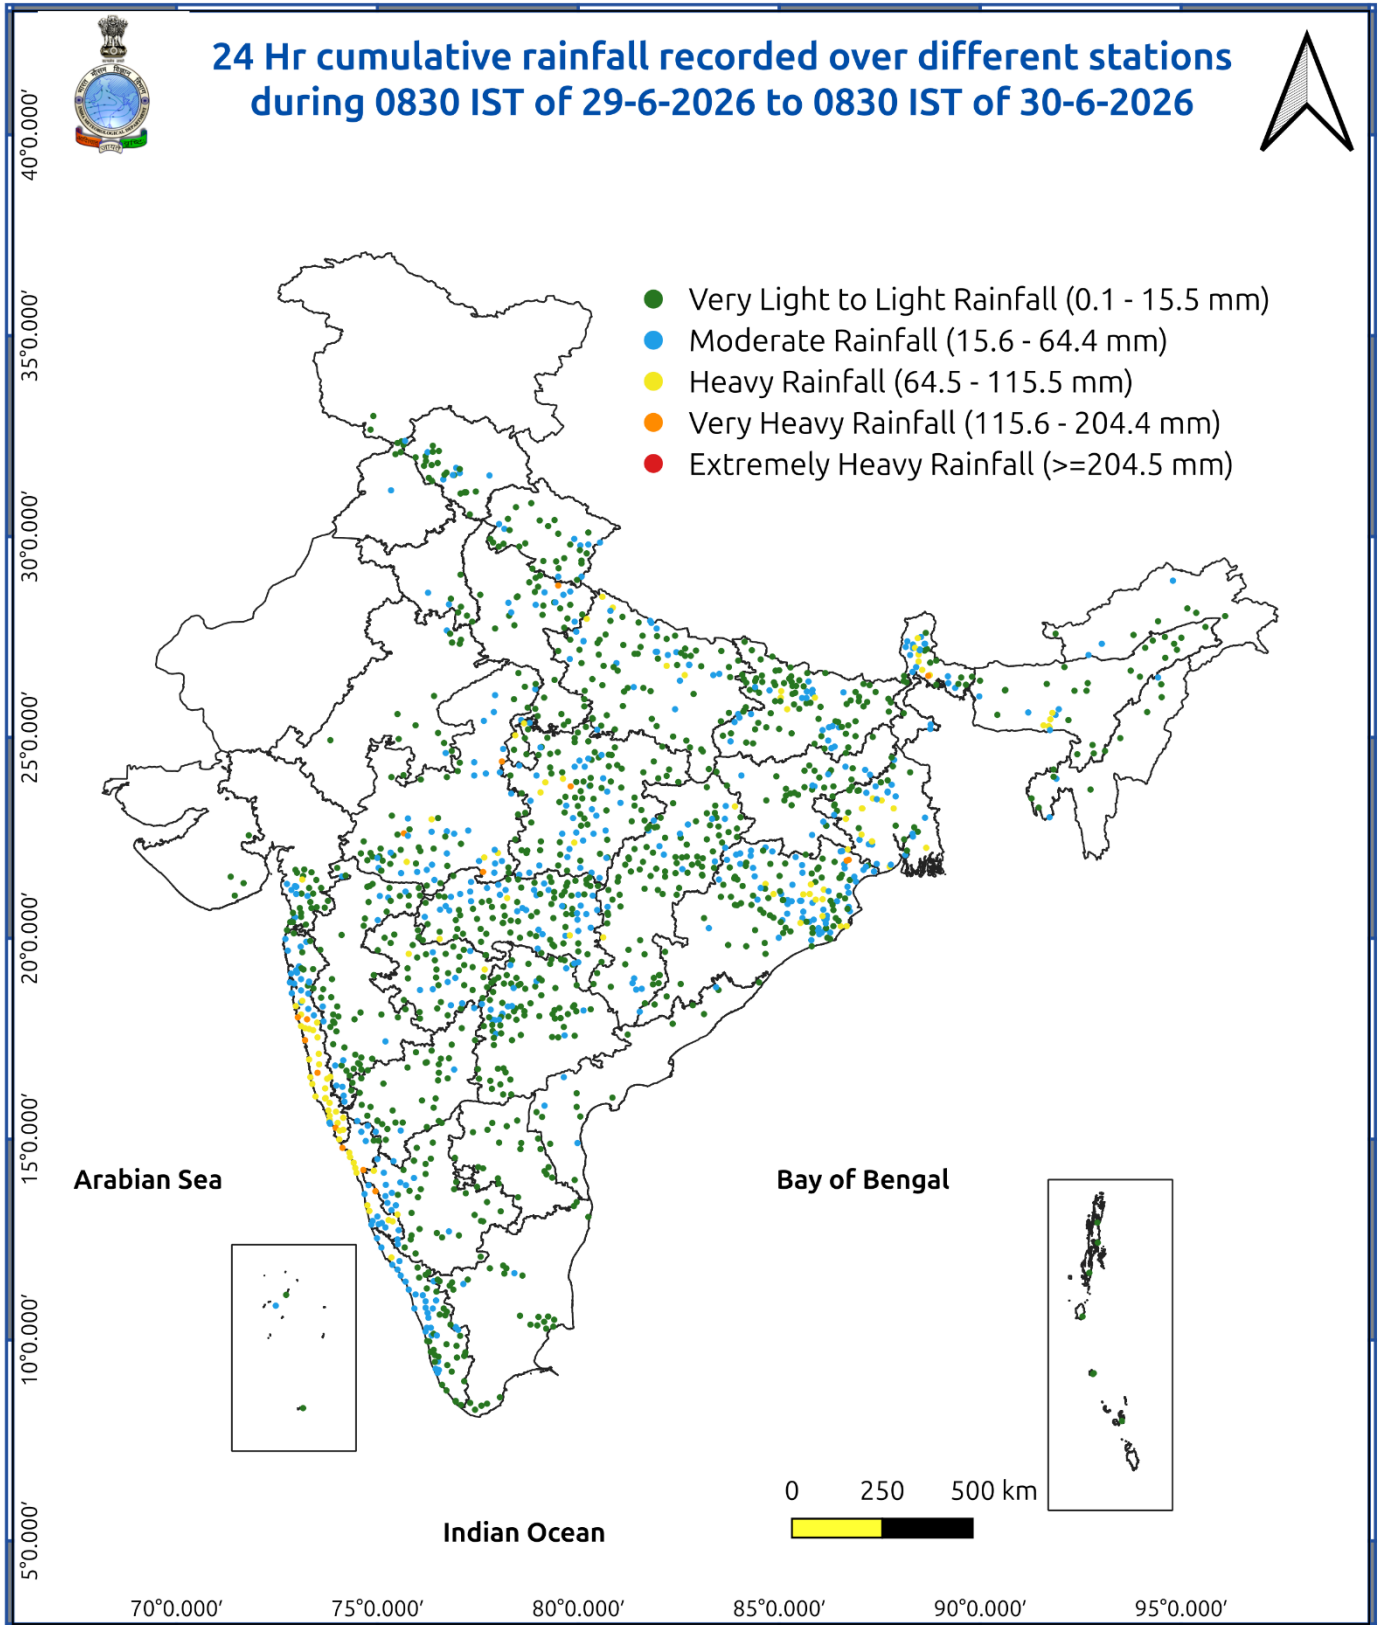 24 Hr cumulative rainfall recorded over different stations
during 0830 IST of 29-6-2026 to 0830 IST of 30-6-2026
Very Light to Light Rainfall (0.1 - 15.5 mm)
Moderate Rainfall (15.6 - 64.4 mm)
Heavy Rainfall (64.5 - 115.5 mm)
Very Heavy Rainfall (115.6 - 204.4 mm)
Extremely Heavy Rainfall (>=204.5 mm)
40°0.000′
35°0.000′
30°0.000′
25°0.000′
20°0.000′
15°0.000′
10°0.000′
5°0.000′
Arabian Sea
Bay of Bengal
Indian Ocean
0 250 500 km
70°0.000′ 75°0.000′ 80°0.000′ 85°0.000′ 90°0.000′ 95°0.000′